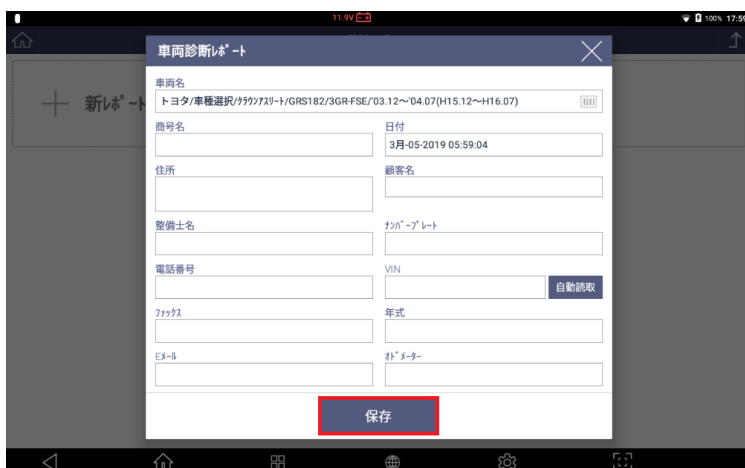 11.9V
100% 17:59
車両診断ﾚﾎﾟｰﾄ
新ﾚﾎﾟｰﾄ
車両名
トヨタ/車種選択/ｸﾗｳﾝｱｽﾘｰﾄ/GRS182/3GR-FSE/'03.12〜'04.07(H15.12〜H16.07)
商号名
日付
3月-05-2019 05:59:04
住所
顧客名
整備士名
ﾅﾝﾊﾞｰﾌﾟﾚｰﾄ
電話番号
VIN
自動読取
ﾌｧｯｸｽ
年式
Eﾒｰﾙ
ｵﾄﾞﾒｰﾀｰ
保存